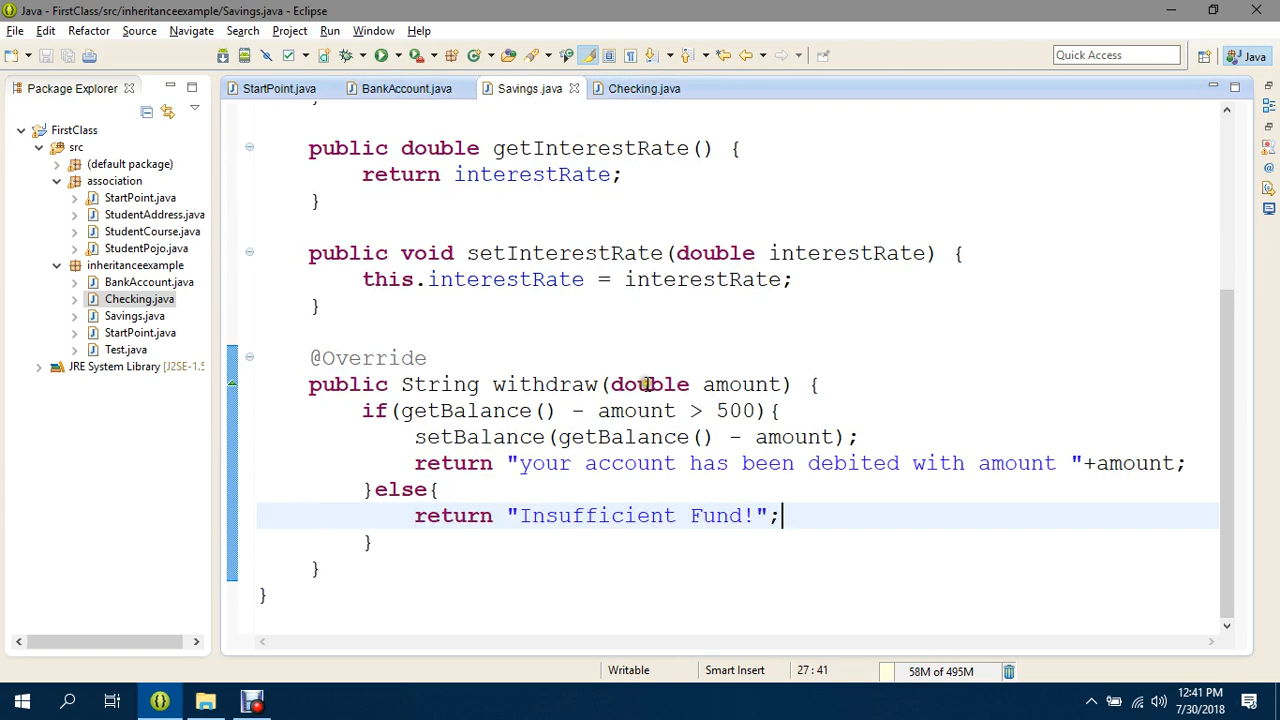 Java - FirstClass/src/inheritanceexample/Savings.java - Eclipse
File Edit Refactor Source Navigate Search Project Run Window Help
Quick Access
Java
Package Explorer
StartPoint.java
BankAccount.java
Savings.java
Checking.java
FirstClass
src
(default package)
association
StartPoint.java
StudentAddress.java
StudentCourse.java
StudentPojo.java
inheritanceexample
BankAccount.java
Checking.java
Savings.java
StartPoint.java
Test.java
JRE System Library [J2SE-1.5
}
public double getInterestRate() {
return interestRate;
}
public void setInterestRate(double interestRate) {
this.interestRate = interestRate;
}
@Override
public String withdraw(double amount) {
if(getBalance() - amount > 500){
setBalance(getBalance() - amount);
return "your account has been debited with amount "+amount;
}else{
return "Insufficient Fund!";
}
}
}
Writable
Smart Insert
27 : 41
58M of 495M
12:41 PM
7/30/2018